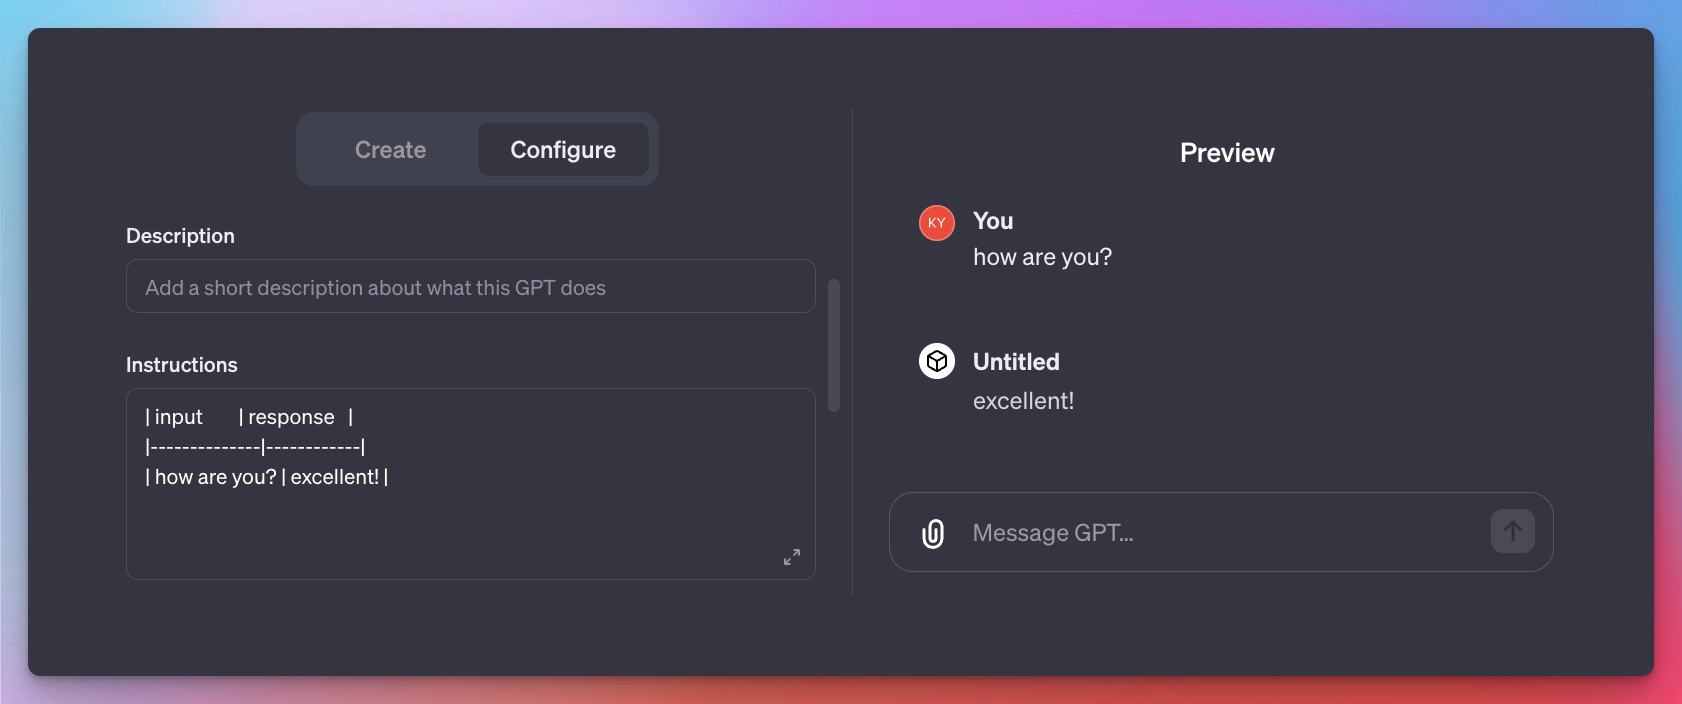 Create
Configure
Description
Add a short description about what this GPT does
Instructions
| input | response |
|--------------|------------|
| how are you? | excellent! |
Preview
KY
You
how are you?
Untitled
excellent!
Message GPT...